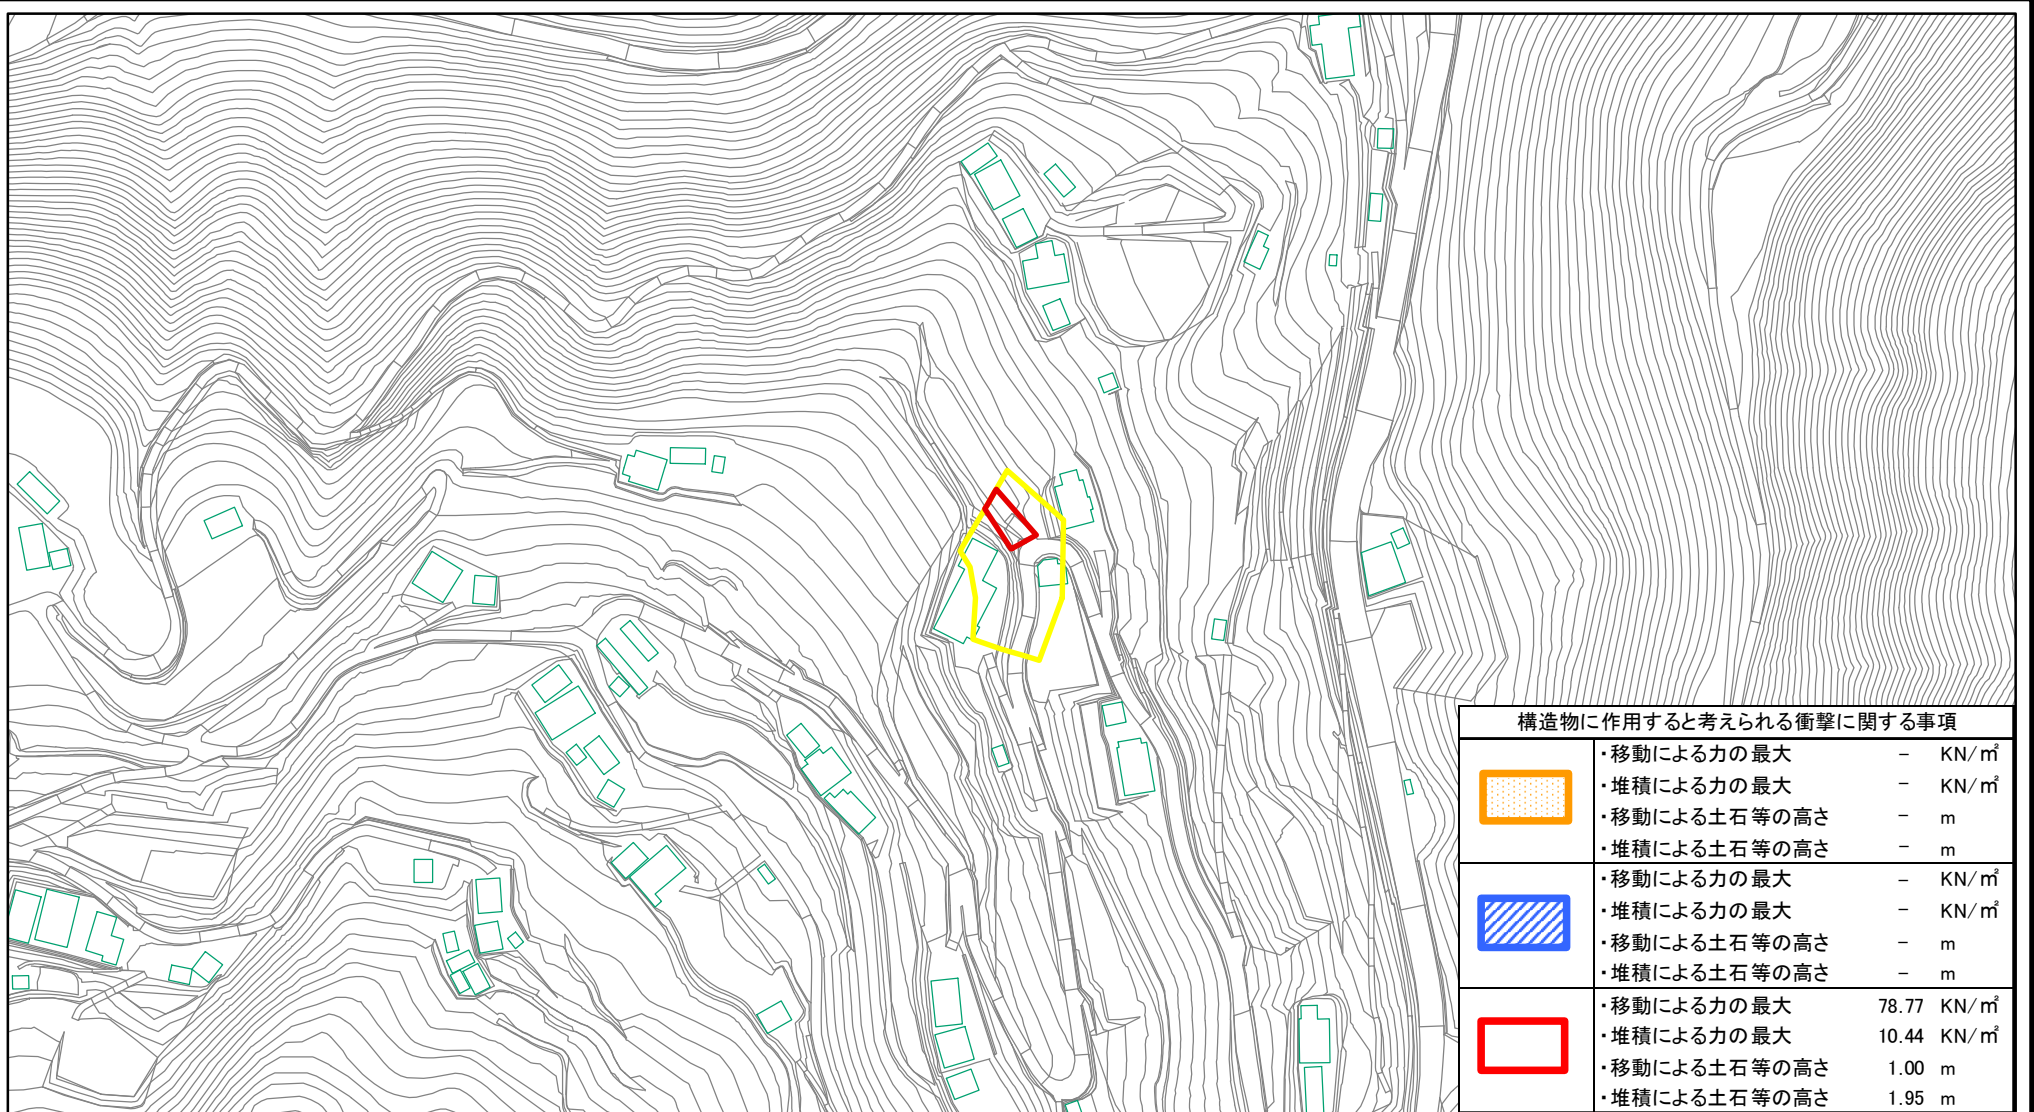 構造物に作用すると考えられる衝撃に関する事項
・移動による力の最大 － KN/㎡
・堆積による力の最大 － KN/㎡
・移動による土石等の高さ － m
・堆積による土石等の高さ － m
・移動による力の最大 － KN/㎡
・堆積による力の最大 － KN/㎡
・移動による土石等の高さ － m
・堆積による土石等の高さ － m
・移動による力の最大 78.77 KN/㎡
・堆積による力の最大 10.44 KN/㎡
・移動による土石等の高さ 1.00 m
・堆積による土石等の高さ 1.95 m